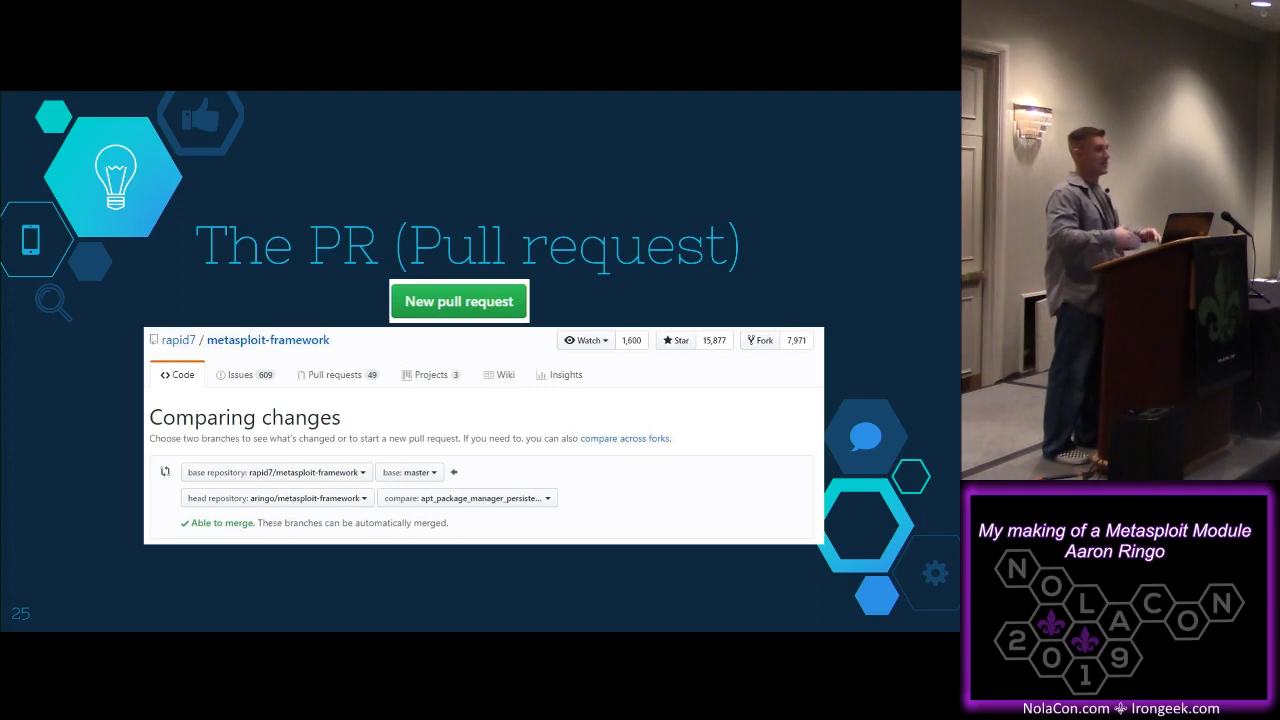 The PR (Pull request)
New pull request
rapid7 / metasploit-framework
Watch 1,600 Star 15,877 Fork 7,971
Code Issues 609 Pull requests 49 Projects 3 Wiki Insights
Comparing changes
Choose two branches to see what's changed or to start a new pull request. If you need to, you can also compare across forks.
base repository: rapid7/metasploit-framework base: master
head repository: aringo/metasploit-framework compare: apt_package_manager_persiste...
Able to merge. These branches can be automatically merged.
25
My making of a Metasploit Module
Aaron Ringo
NOLACON
2019
NolaCon.com Irongeek.com